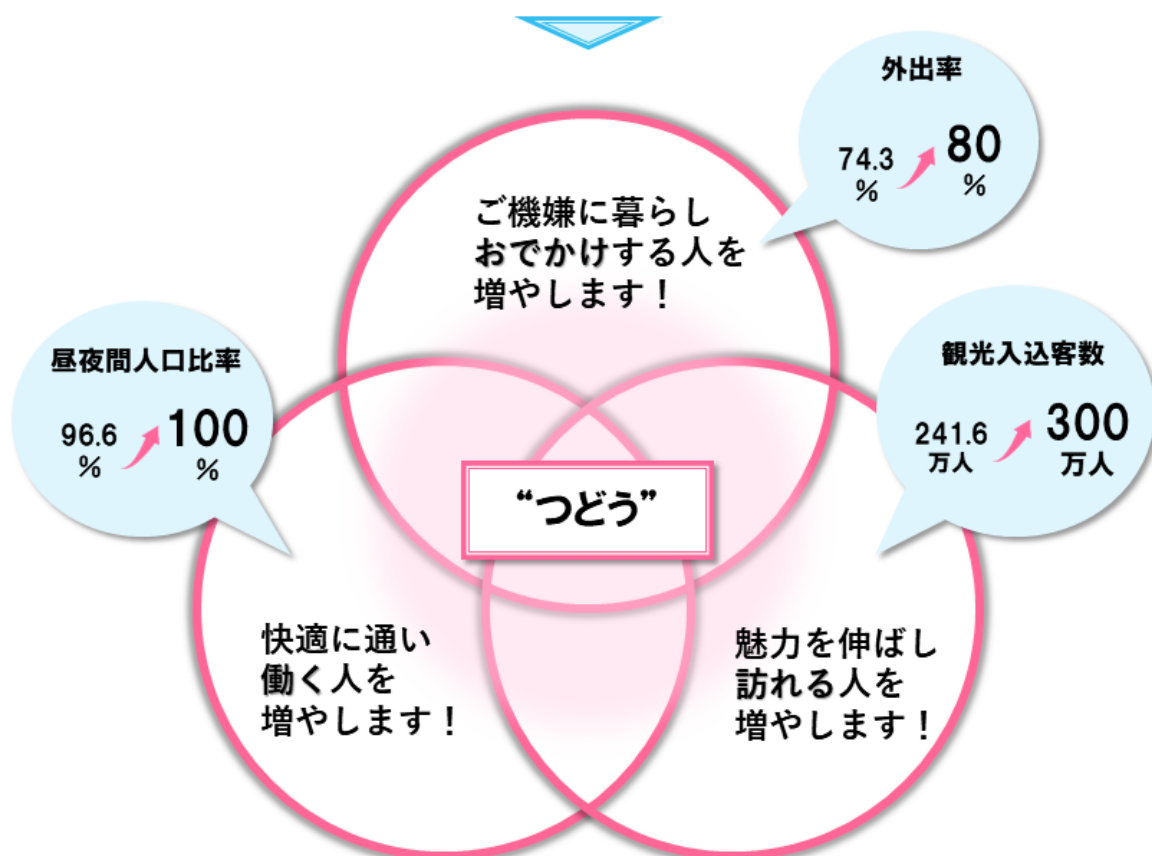 外出率
74.3
%
80
%
ご機嫌に暮らし
おでかけする人を
増やします！
昼夜間人口比率
96.6
%
100
%
観光入込客数
241.6
万人
300
万人
“つどう”
快適に通い
働く人を
増やします！
魅力を伸ばし
訪れる人を
増やします！